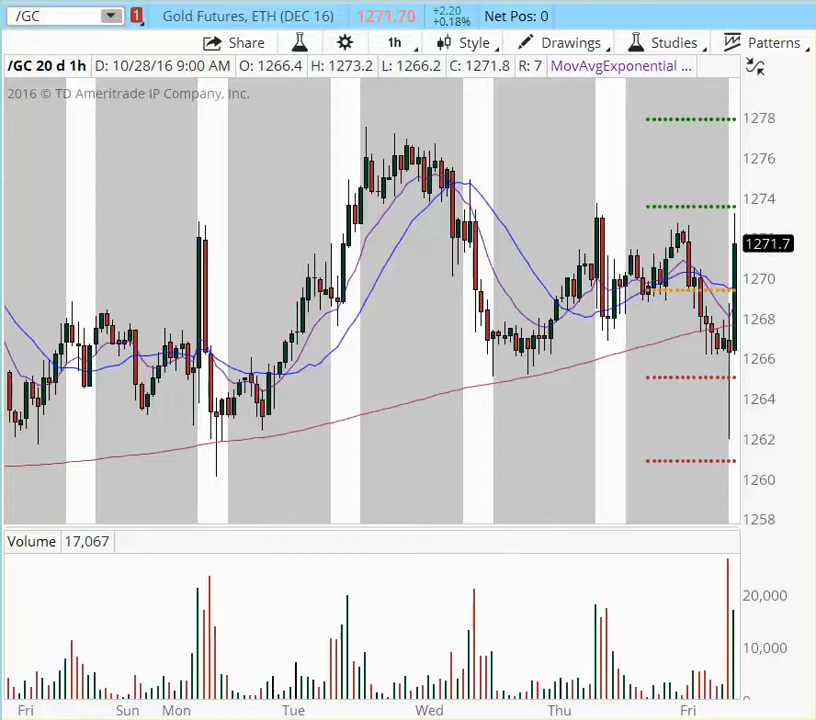 /GC 1 Gold Futures, ETH (DEC 16) 1271.70 +2.20 +0.18% Net Pos: 0
Share 1h Style Drawings Studies Patterns
/GC 20 d 1h D: 10/28/16 9:00 AM O: 1266.4 H: 1273.2 L: 1266.2 C: 1271.8 R: 7 MovAvgExponential ...
2016 © TD Ameritrade IP Company, Inc.
1278
1276
1274
1271.7
1270
1268
1266
1264
1262
1260
1258
Volume 17,067
20,000
10,000
0
Fri Sun Mon Tue Wed Thu Fri